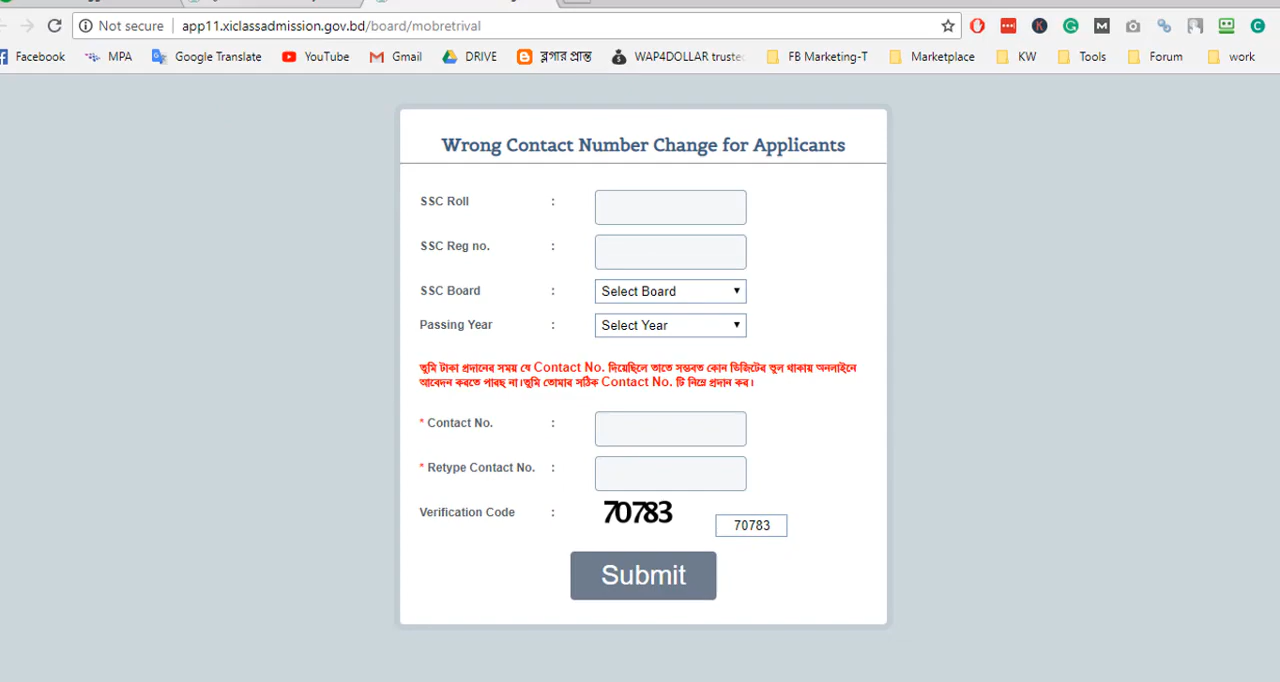 Not secure | app11.xiclassadmission.gov.bd/board/mobretrival
Facebook MPA Google Translate YouTube Gmail DRIVE ব্লগার প্রান্ত WAP4DOLLAR trusted FB Marketing-T Marketplace KW Tools Forum work
Wrong Contact Number Change for Applicants
SSC Roll :
SSC Reg no. :
SSC Board : Select Board
Passing Year : Select Year
তুমি টাকা প্রদানের সময় যে Contact No. দিয়েছিলে তাতে সম্ভবত কোন ডিজিটের ভুল থাকায় অনলাইনে
আবেদন করতে পারছ না।তুমি তোমার সঠিক Contact No. টি নিম্নে প্রদান কর।
* Contact No. :
* Retype Contact No. :
Verification Code : 70783
70783
Submit